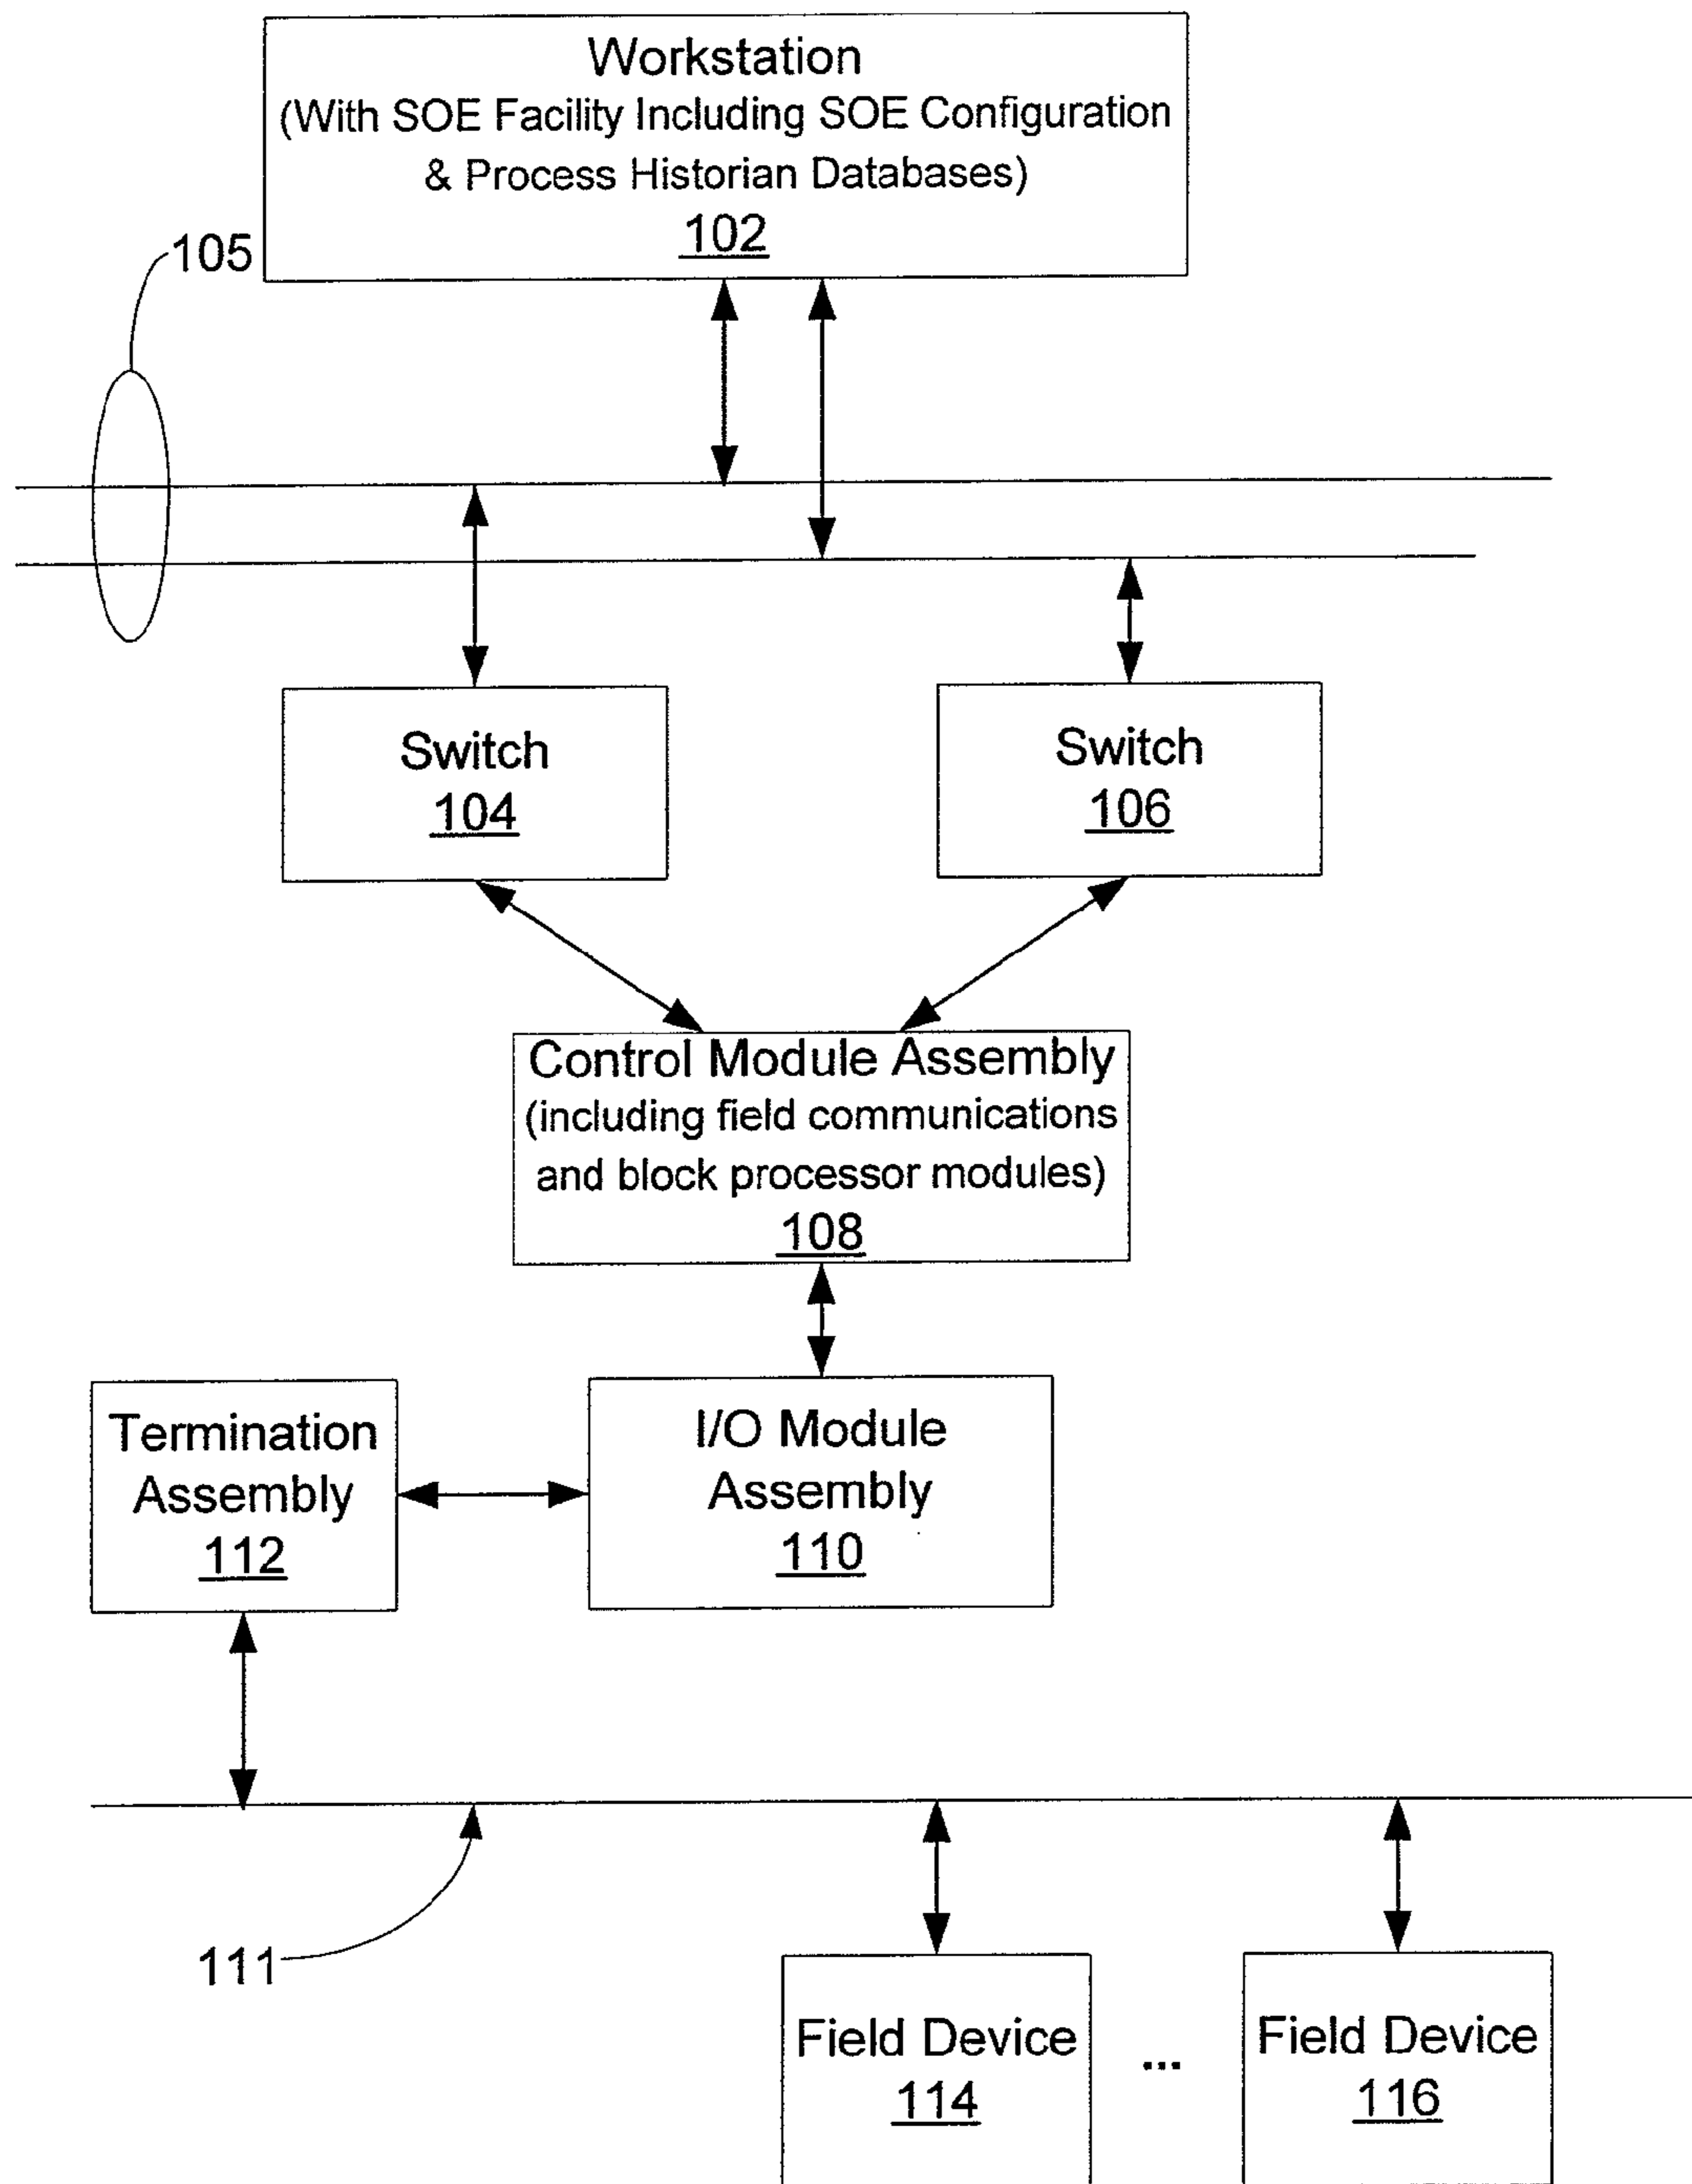 Workstation
(With SOE Facility Including SOE Configuration
& Process Historian Databases)
102
105
Switch
104
Switch
106
Control Module Assembly
(including field communications
and block processor modules)
108
Termination
Assembly
112
I/O Module
Assembly
110
111
Field Device
114
...
Field Device
116